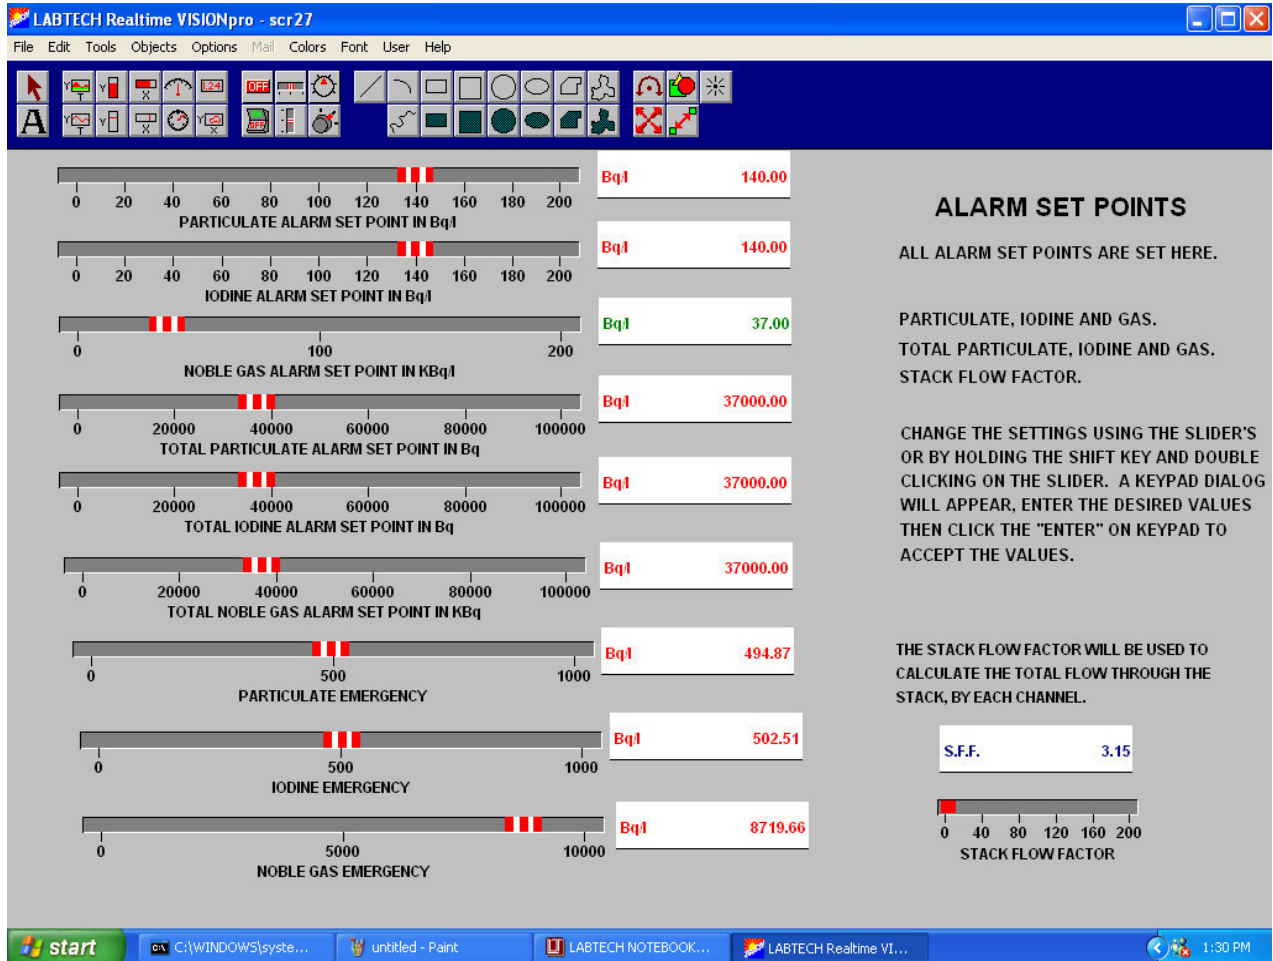 LABTECH Realtime VISIONpro - scr27
File Edit Tools Objects Options Mail Colors Font User Help
Y Y X 1.24 OFF
A Y Y X Y OFF
0 20 40 60 80 100 120 140 160 180 200
PARTICULATE ALARM SET POINT IN Bq/l
Bq/l 140.00
0 20 40 60 80 100 120 140 160 180 200
IODINE ALARM SET POINT IN Bq/l
Bq/l 140.00
0 100 200
NOBLE GAS ALARM SET POINT IN KBq/l
Bq/l 37.00
0 20000 40000 60000 80000 100000
TOTAL PARTICULATE ALARM SET POINT IN Bq
Bq/l 37000.00
0 20000 40000 60000 80000 100000
TOTAL IODINE ALARM SET POINT IN Bq
Bq/l 37000.00
0 20000 40000 60000 80000 100000
TOTAL NOBLE GAS ALARM SET POINT IN KBq
Bq/l 37000.00
0 500 1000
PARTICULATE EMERGENCY
Bq/l 494.87
0 500 1000
IODINE EMERGENCY
Bq/l 502.51
0 5000 10000
NOBLE GAS EMERGENCY
Bq/l 8719.66
ALARM SET POINTS
ALL ALARM SET POINTS ARE SET HERE.
PARTICULATE, IODINE AND GAS.
TOTAL PARTICULATE, IODINE AND GAS.
STACK FLOW FACTOR.
CHANGE THE SETTINGS USING THE SLIDER'S
OR BY HOLDING THE SHIFT KEY AND DOUBLE
CLICKING ON THE SLIDER. A KEYPAD DIALOG
WILL APPEAR, ENTER THE DESIRED VALUES
THEN CLICK THE "ENTER" ON KEYPAD TO
ACCEPT THE VALUES.
THE STACK FLOW FACTOR WILL BE USED TO
CALCULATE THE TOTAL FLOW THROUGH THE
STACK, BY EACH CHANNEL.
S.F.F. 3.15
0 40 80 120 160 200
STACK FLOW FACTOR
start C:\WINDOWS\syste... untitled - Paint LABTECH NOTEBOOK... LABTECH Realtime VI... 1:30 PM